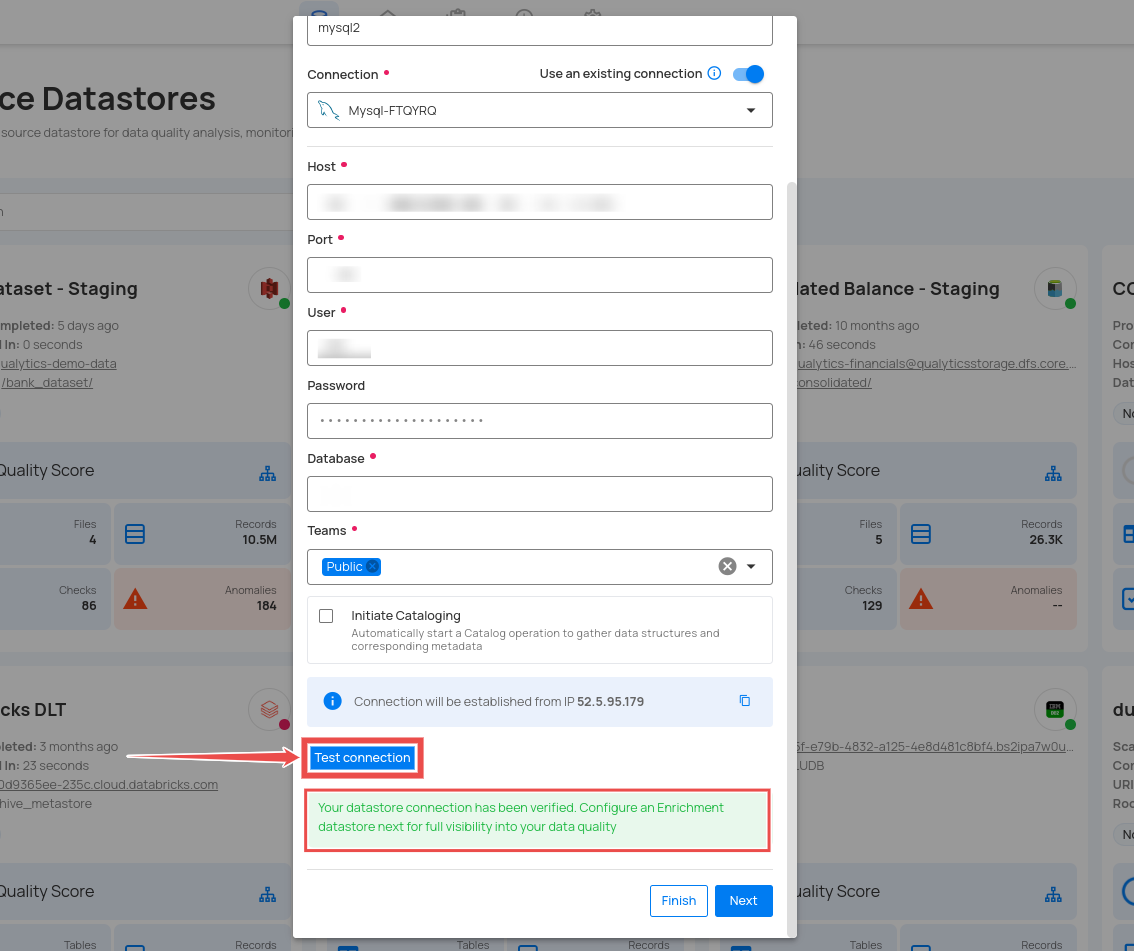 mysql2
Connection
Use an existing connection
Mysql-FTQYRQ
Host
Port
User
Password
Database
Teams
Public
Initiate Cataloging
Automatically start a Catalog operation to gather data structures and
corresponding metadata
Connection will be established from IP 52.5.95.179
Test connection
Your datastore connection has been verified. Configure an Enrichment
datastore next for full visibility into your data quality
Finish
Next
ce Datastores
source datastore for data quality analysis, monitori
ataset - Staging
mpleted: 5 days ago
l In: 0 seconds
ualytics-demo-data
/bank_dataset/
Quality Score
Files
4
Records
10.5M
Checks
86
Anomalies
184
lated Balance - Staging
leted: 10 months ago
n: 46 seconds
ualytics-financials@qualyticsstorage.dfs.core,...
onsolidated/
uality Score
Files
5
Records
26.3K
Checks
129
Anomalies
--
CO
Pro
Con
Hos
Dat
No
cks DLT
leted: 3 months ago
l In: 23 seconds
0d9365ee-235c.cloud.databricks.com
hive_metastore
Quality Score
Tables
Records
Tables
Records
5f-e79b-4832-a125-4e8d481c8bf4.bs2ipa7w0u...
LUDB
uality Score
Tables
Records
du
Sca
Con
URI
Roo
No